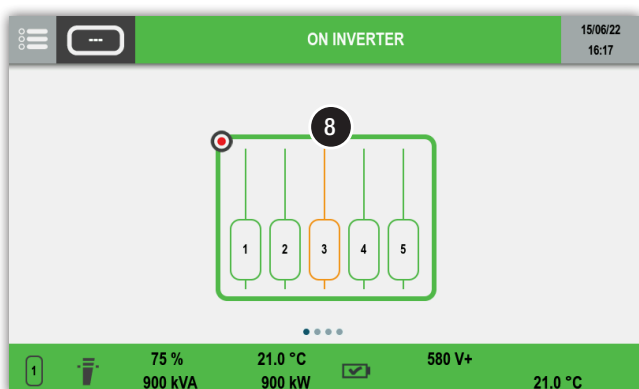 ---
ON INVERTER
15/06/22
16:17
8
1 2 3 4 5
1
75 % 21.0 °C 580 V+
900 kVA 900 kW 21.0 °C